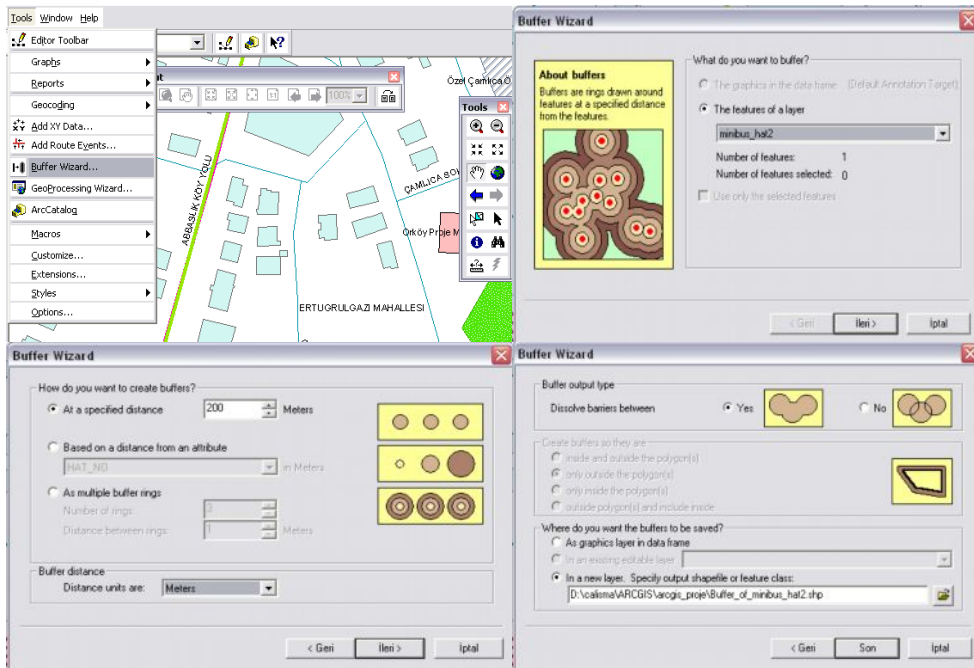 Tools Window Help
Editor Toolbar
Graphs
Reports
Geocoding
Add XY Data...
Add Route Events...
Buffer Wizard...
GeoProcessing Wizard...
ArcCatalog
Macros
Customize...
Extensions...
Styles
Options...
100%
1:1
Özel Çamlıca
Tools
ABBASLIK KÖY YOLU
ÇAMLICA
Orköy Proje M
ERTUGRULGAZI MAHALLESI
Buffer Wizard
About buffers
Buffers are rings drawn around
features at a specified distance
from the features.
What do you want to buffer?
The graphics in the data frame (Default Annotation Target)
The features of a layer
minibus_hat2
Number of features: 1
Number of features selected: 0
Use only the selected features
< Geri İleri > İptal
Buffer Wizard
How do you want to create buffers?
At a specified distance 200 Meters
Based on a distance from an attribute
HAT_NO in Meters
As multiple buffer rings
Number of rings: 3
Distance between rings: 1 Meters
Buffer distance
Distance units are: Meters
< Geri İleri > İptal
Buffer Wizard
Buffer output type
Dissolve barriers between Yes No
Create buffers so they are
inside and outside the polygon(s)
only outside the polygon(s)
only inside the polygon(s)
outside polygon(s) and include inside
Where do you want the buffers to be saved?
As graphics layer in data frame
In an existing editable layer
In a new layer. Specify output shapefile or feature class:
D:\calisma\ARCGIS\arcgis_proje\Buffer_of_minibus_hat2.shp
< Geri Son İptal